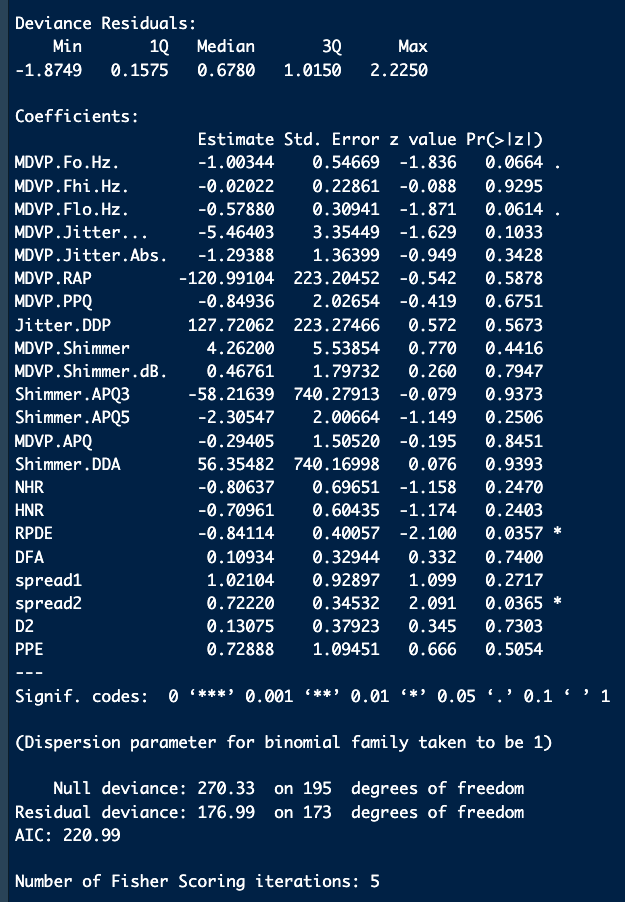 Deviance Residuals:
    Min       1Q   Median       3Q      Max
-1.8749   0.1575   0.6780   1.0150   2.2250
Coefficients:
                   Estimate Std. Error z value Pr(>|z|)
MDVP.Fo.Hz.        -1.00344    0.54669  -1.836   0.0664 .
MDVP.Fhi.Hz.       -0.02022    0.22861  -0.088   0.9295
MDVP.Flo.Hz.       -0.57880    0.30941  -1.871   0.0614 .
MDVP.Jitter...     -5.46403    3.35449  -1.629   0.1033
MDVP.Jitter.Abs.   -1.29388    1.36399  -0.949   0.3428
MDVP.RAP         -120.99104  223.20452  -0.542   0.5878
MDVP.PPQ           -0.84936    2.02654  -0.419   0.6751
Jitter.DDP        127.72062  223.27466   0.572   0.5673
MDVP.Shimmer        4.26200    5.53854   0.770   0.4416
MDVP.Shimmer.dB.    0.46761    1.79732   0.260   0.7947
Shimmer.APQ3      -58.21639  740.27913  -0.079   0.9373
Shimmer.APQ5       -2.30547    2.00664  -1.149   0.2506
MDVP.APQ           -0.29405    1.50520  -0.195   0.8451
Shimmer.DDA        56.35482  740.16998   0.076   0.9393
NHR                -0.80637    0.69651  -1.158   0.2470
HNR                -0.70961    0.60435  -1.174   0.2403
RPDE               -0.84114    0.40057  -2.100   0.0357 *
DFA                 0.10934    0.32944   0.332   0.7400
spread1             1.02104    0.92897   1.099   0.2717
spread2             0.72220    0.34532   2.091   0.0365 *
D2                  0.13075    0.37923   0.345   0.7303
PPE                 0.72888    1.09451   0.666   0.5054
---
Signif. codes:  0 ‘***’ 0.001 ‘**’ 0.01 ‘*’ 0.05 ‘.’ 0.1 ‘ ’ 1
(Dispersion parameter for binomial family taken to be 1)
    Null deviance: 270.33  on 195  degrees of freedom
Residual deviance: 176.99  on 173  degrees of freedom
AIC: 220.99
Number of Fisher Scoring iterations: 5